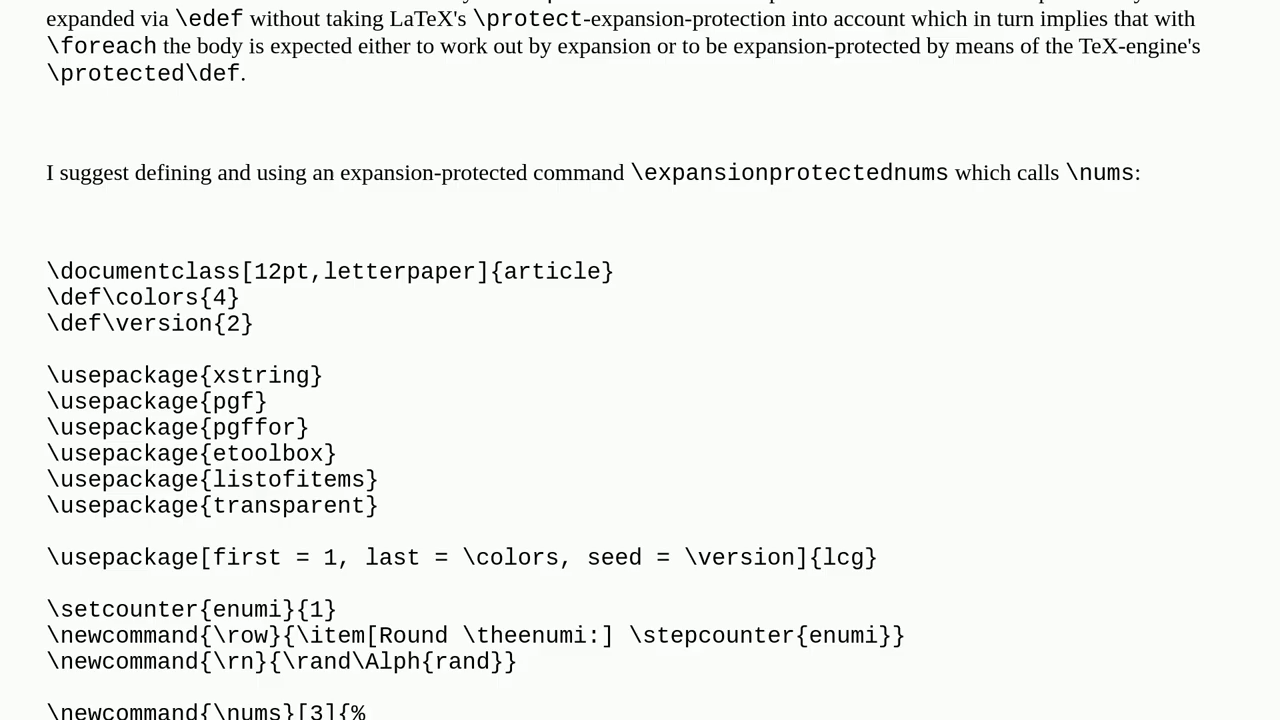 expanded via \edef without taking LaTeX's \protect-expansion-protection into account which in turn implies that with
\foreach the body is expected either to work out by expansion or to be expansion-protected by means of the TeX-engine's
\protected\def.
I suggest defining and using an expansion-protected command \expansionprotectednums which calls \nums:
\documentclass[12pt,letterpaper]{article}
\def\colors{4}
\def\version{2}
\usepackage{xstring}
\usepackage{pgf}
\usepackage{pgffor}
\usepackage{etoolbox}
\usepackage{listofitems}
\usepackage{transparent}
\usepackage[first = 1, last = \colors, seed = \version]{lcg}
\setcounter{enumi}{1}
\newcommand{\row}{\item[Round \theenumi:] \stepcounter{enumi}}
\newcommand{\rn}{\rand\Alph{rand}}
\newcommand{\nums}[3]{%